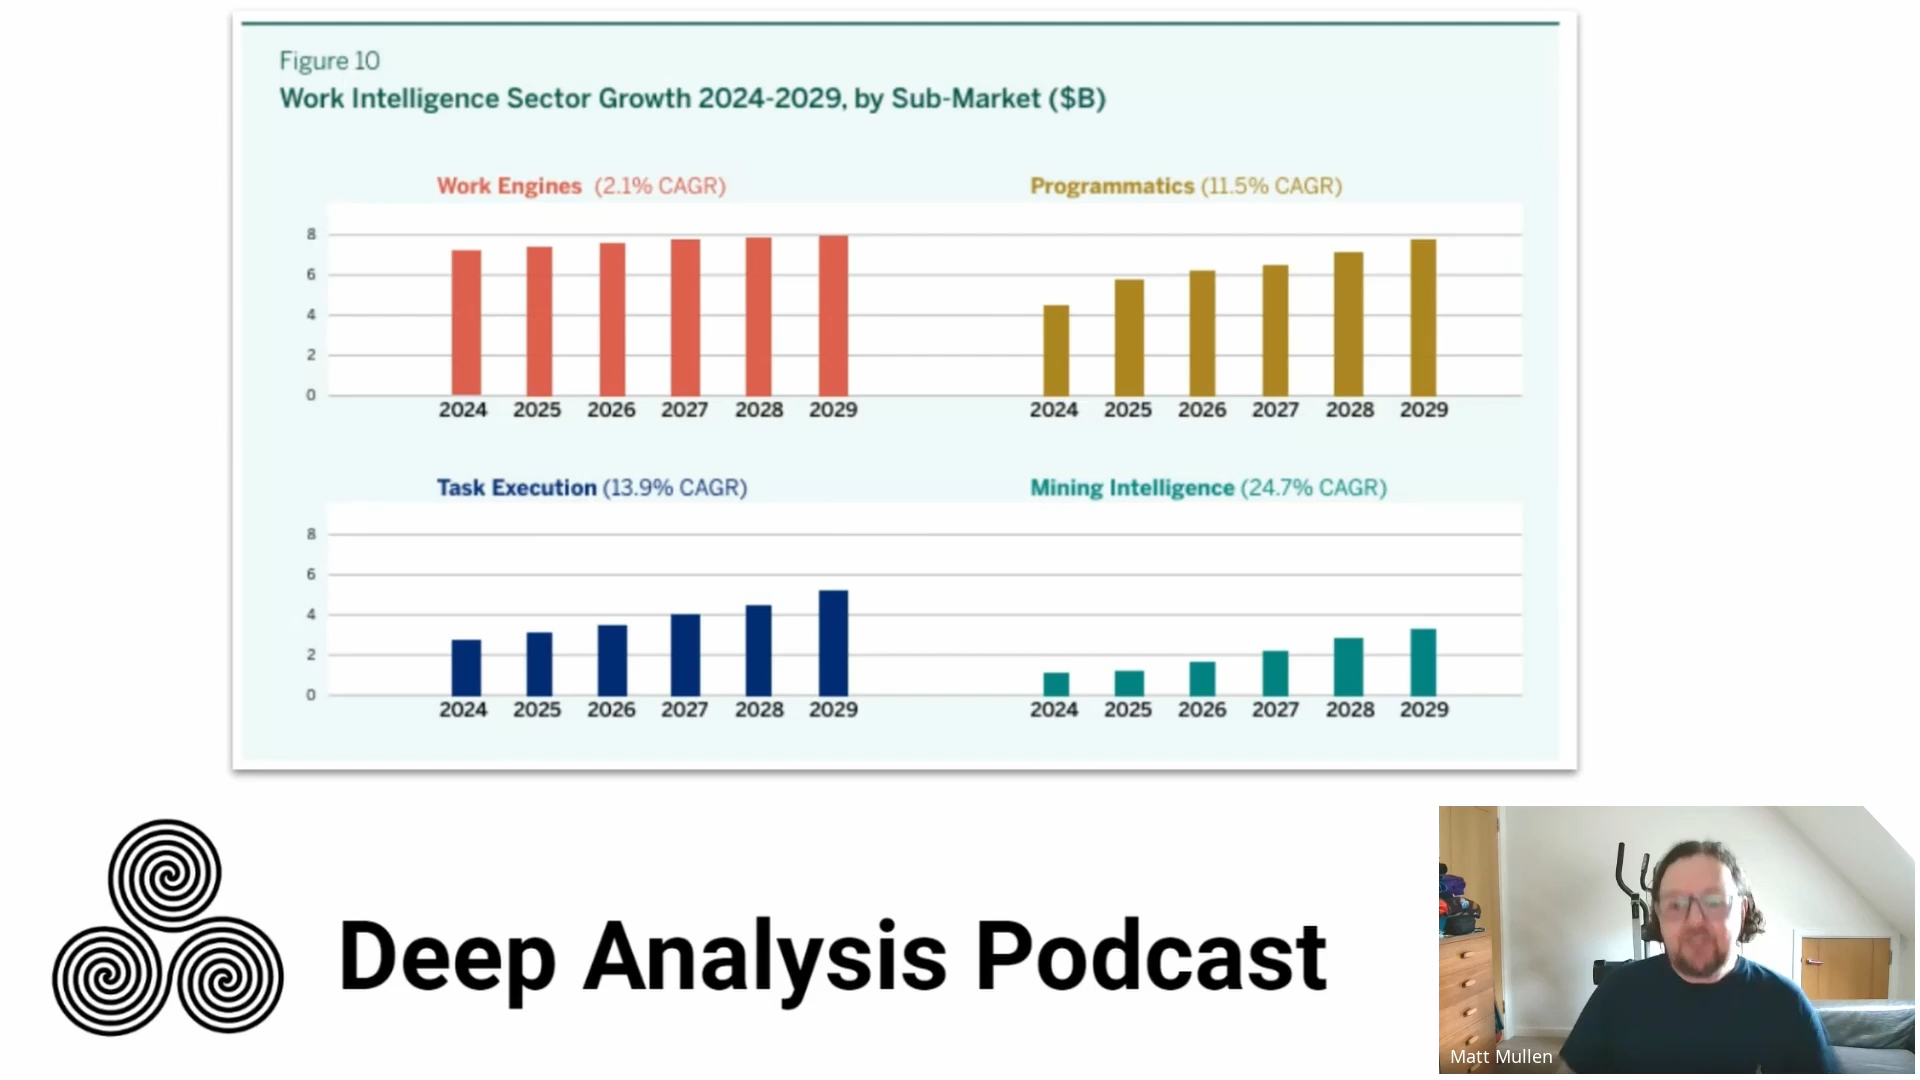 Figure 10
Work Intelligence Sector Growth 2024-2029, by Sub-Market ($B)
Work Engines (2.1% CAGR)
8
6
4
2
0
2024 2025 2026 2027 2028 2029
Programmatics (11.5% CAGR)
2024 2025 2026 2027 2028 2029
Task Execution (13.9% CAGR)
8
6
4
2
0
2024 2025 2026 2027 2028 2029
Mining Intelligence (24.7% CAGR)
2024 2025 2026 2027 2028 2029
Deep Analysis Podcast
Matt Mullen